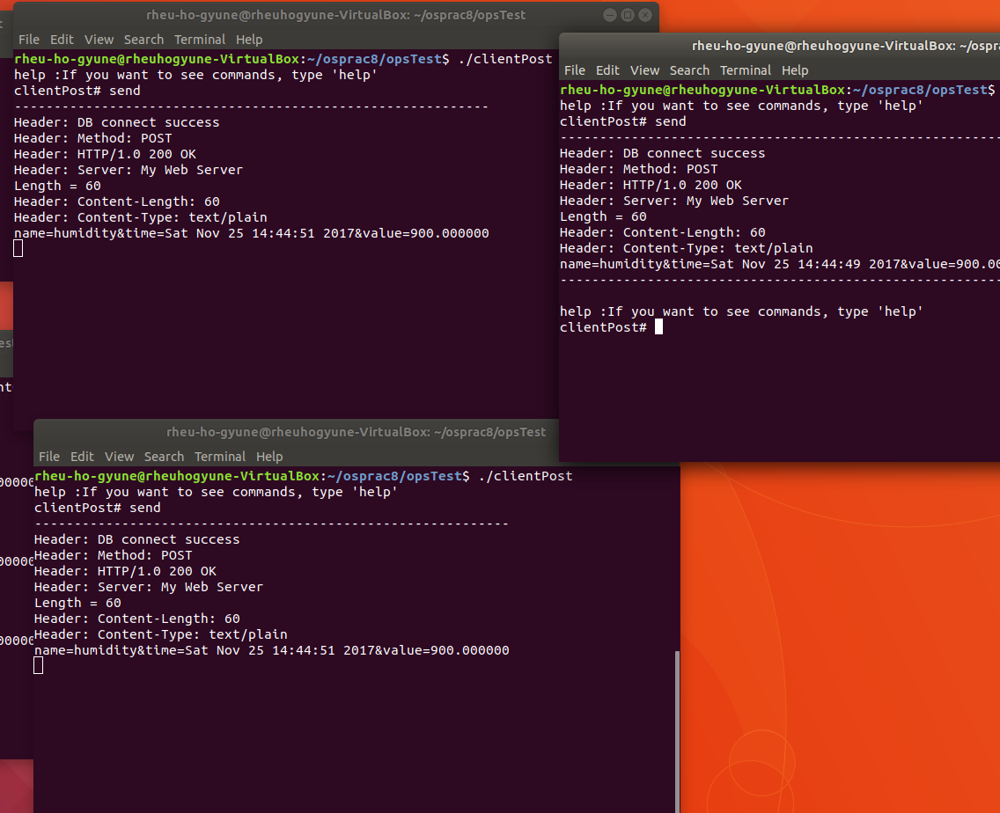 rheu-ho-gyune@rheuhogyune-VirtualBox: ~/osprac8/opsTest
File Edit View Search Terminal Help
rheu-ho-gyune@rheuhogyune-VirtualBox:~/osprac8/opsTest$ ./clientPost
help :If you want to see commands, type 'help'
clientPost# send
------------------------------------------------------------
Header: DB connect success
Header: Method: POST
Header: HTTP/1.0 200 OK
Header: Server: My Web Server
Length = 60
Header: Content-Length: 60
Header: Content-Type: text/plain
name=humidity&time=Sat Nov 25 14:44:51 2017&value=900.000000
rheu-ho-gyune@rheuhogyune-VirtualBox: ~/ospra
File Edit View Search Terminal Help
rheu-ho-gyune@rheuhogyune-VirtualBox:~/osprac8/opsTest$
help :If you want to see commands, type 'help'
clientPost# send
--------------------------------------------------------
Header: DB connect success
Header: Method: POST
Header: HTTP/1.0 200 OK
Header: Server: My Web Server
Length = 60
Header: Content-Length: 60
Header: Content-Type: text/plain
name=humidity&time=Sat Nov 25 14:44:49 2017&value=900.00
--------------------------------------------------------
help :If you want to see commands, type 'help'
clientPost#
rheu-ho-gyune@rheuhogyune-VirtualBox: ~/osprac8/opsTest
File Edit View Search Terminal Help
rheu-ho-gyune@rheuhogyune-VirtualBox:~/osprac8/opsTest$ ./clientPost
help :If you want to see commands, type 'help'
clientPost# send
------------------------------------------------------------
Header: DB connect success
Header: Method: POST
Header: HTTP/1.0 200 OK
Header: Server: My Web Server
Length = 60
Header: Content-Length: 60
Header: Content-Type: text/plain
name=humidity&time=Sat Nov 25 14:44:51 2017&value=900.000000